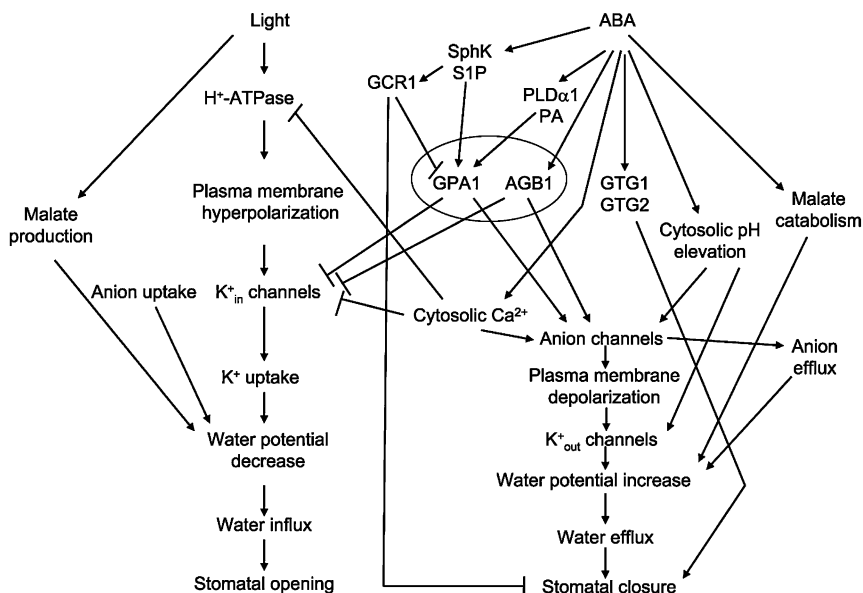 Light
ABA
SphK
S1P
GCR1
H⁺-ATPase
PLDα1
PA
Plasma membrane
hyperpolarization
GPA1
AGB1
GTG1
GTG2
Malate
catabolism
Malate
production
Cytosolic pH
elevation
Anion uptake
K⁺in channels
Cytosolic Ca²⁺
Anion channels
Anion
efflux
K⁺ uptake
Plasma membrane
depolarization
Water potential
decrease
K⁺out channels
Water potential increase
Water influx
Water efflux
Stomatal opening
Stomatal closure